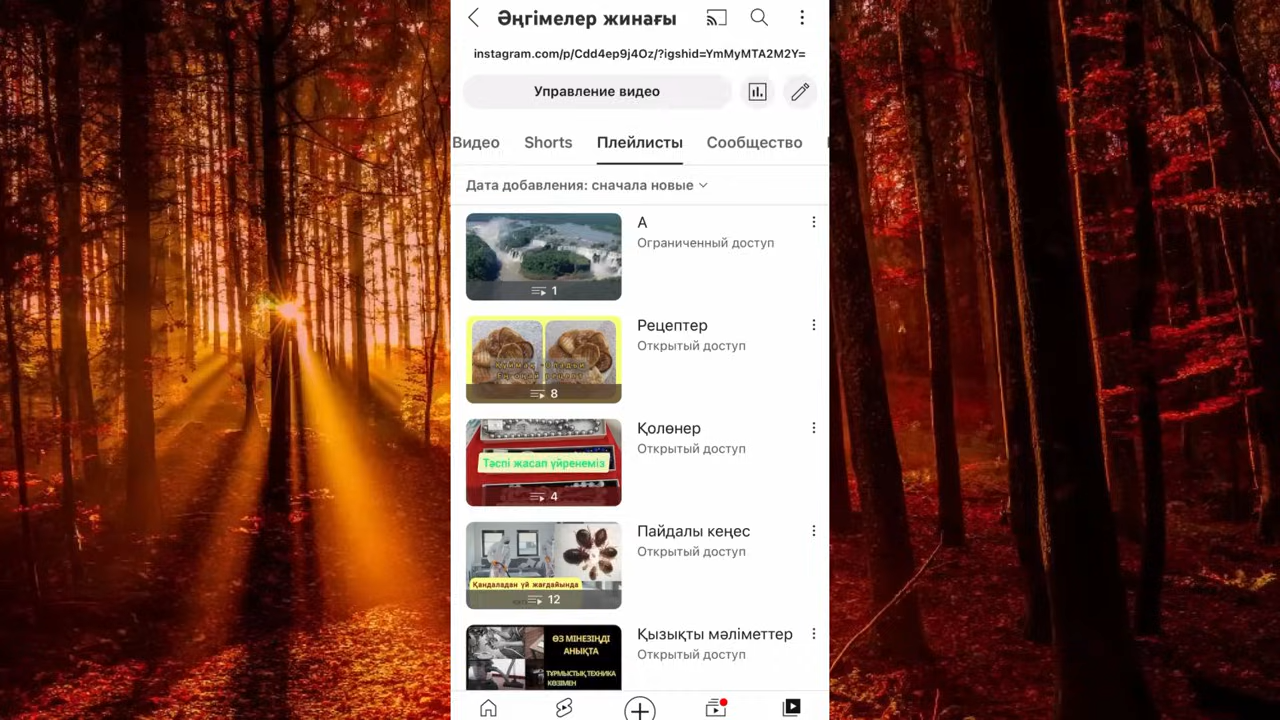 Әңгімелер жинағы
instagram.com/p/Cdd4ep9j4Oz/?igshid=YmMyMTA2M2Y=
Управление видео
Видео Shorts Плейлисты Сообщество
Дата добавления: сначала новые
А
Ограниченный доступ
1
Рецептер
Открытый доступ
8
Қолөнер
Открытый доступ
Тәспі жасап үйренеміз
4
Пайдалы кеңес
Открытый доступ
Қандаладан үй жағдайында
12
Қызықты мәліметтер
Открытый доступ
ӨЗ МІНЕЗІҢДІ
АНЫҚТА
ТҰРМЫСТЫҚ ТЕХНИКА
КӨЗІМЕН